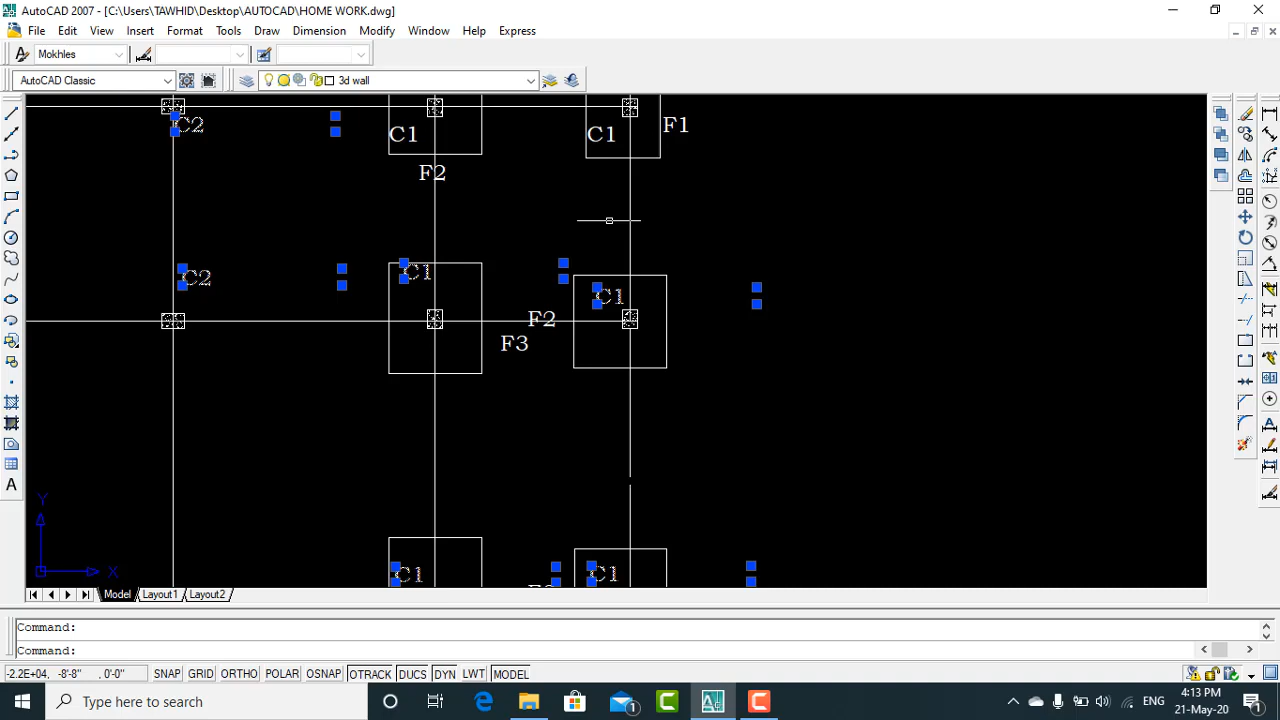 AutoCAD 2007 - [C:\Users\TAWHID\Desktop\AUTOCAD\HOME WORK.dwg]
File Edit View Insert Format Tools Draw Dimension Modify Window Help Express
Mokhles
AutoCAD Classic
3d wall
C2
C1
C1
F1
F2
C2
C1
C1
F2
F3
C1
C1
Y
X
Model Layout1 Layout2
Command:
Command:
-2.2E+04, -8'-8" , 0'-0" SNAP GRID ORTHO POLAR OSNAP OTRACK DUCS DYN LWT MODEL
Type here to search
1
ENG
4:13 PM
21-May-20
1